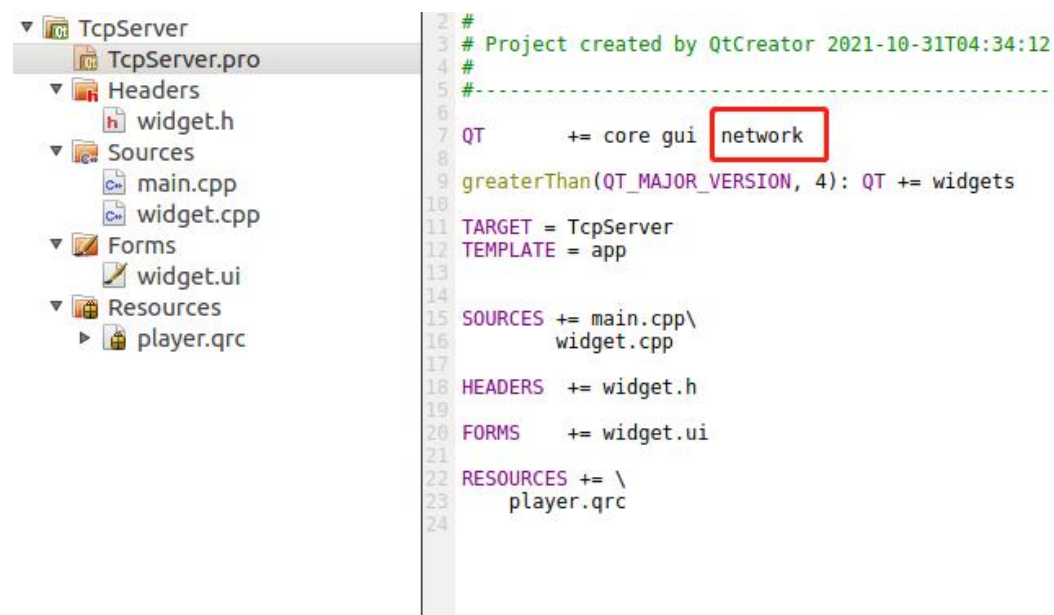 TcpServer
TcpServer.pro
Headers
widget.h
Sources
main.cpp
widget.cpp
Forms
widget.ui
Resources
player.qrc
2 #
3 # Project created by QtCreator 2021-10-31T04:34:12
4 #
5 #-------------------------------------------------
6
7 QT       += core gui  network
8
9 greaterThan(QT_MAJOR_VERSION, 4): QT += widgets
10
11 TARGET = TcpServer
12 TEMPLATE = app
13
14
15 SOURCES += main.cpp\
16         widget.cpp
17
18 HEADERS  += widget.h
19
20 FORMS    += widget.ui
21
22 RESOURCES += \
23     player.qrc
24